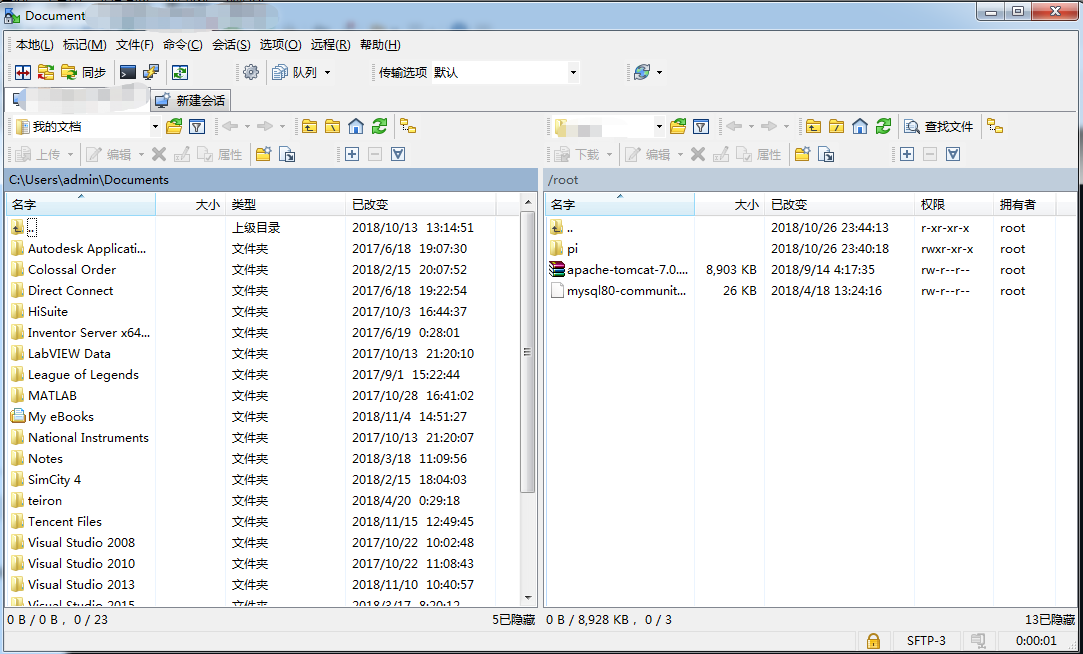 Document
本地(L) 标记(M) 文件(F) 命令(C) 会话(S) 选项(O) 远程(R) 帮助(H)
同步 队列 传输选项 默认
新建会话
我的文档 查找文件
上传 编辑 属性 下载 编辑 属性
C:\Users\admin\Documents /root
名字 大小 类型 已改变 名字 大小 已改变 权限 拥有者
.. 上级目录 2018/10/13 13:14:51 .. 2018/10/26 23:44:13 r-xr-xr-x root
Autodesk Applicati... 文件夹 2017/6/18 19:07:30 pi 2018/10/26 23:40:18 rwxr-xr-x root
Colossal Order 文件夹 2018/2/15 20:07:52 apache-tomcat-7.0.... 8,903 KB 2018/9/14 4:17:35 rw-r--r-- root
Direct Connect 文件夹 2017/6/18 19:22:54 mysql80-communit... 26 KB 2018/4/18 13:24:16 rw-r--r-- root
HiSuite 文件夹 2017/10/3 16:44:37
Inventor Server x64... 文件夹 2017/6/19 0:28:01
LabVIEW Data 文件夹 2017/10/13 21:20:10
League of Legends 文件夹 2017/9/1 15:22:44
MATLAB 文件夹 2017/10/28 16:41:02
My eBooks 文件夹 2018/11/4 14:51:27
National Instruments 文件夹 2017/10/13 21:20:07
Notes 文件夹 2018/3/18 11:09:56
SimCity 4 文件夹 2018/2/15 18:04:03
teiron 文件夹 2018/4/20 0:29:18
Tencent Files 文件夹 2018/11/15 12:49:45
Visual Studio 2008 文件夹 2017/10/22 10:02:48
Visual Studio 2010 文件夹 2017/10/22 11:08:43
Visual Studio 2013 文件夹 2018/11/10 10:40:57
Visual Studio 2015 文件夹 2018/3/17 8:20:12
0 B / 0 B， 0 / 23 5已隐藏 0 B / 8,928 KB， 0 / 3 13已隐藏
SFTP-3 0:00:01